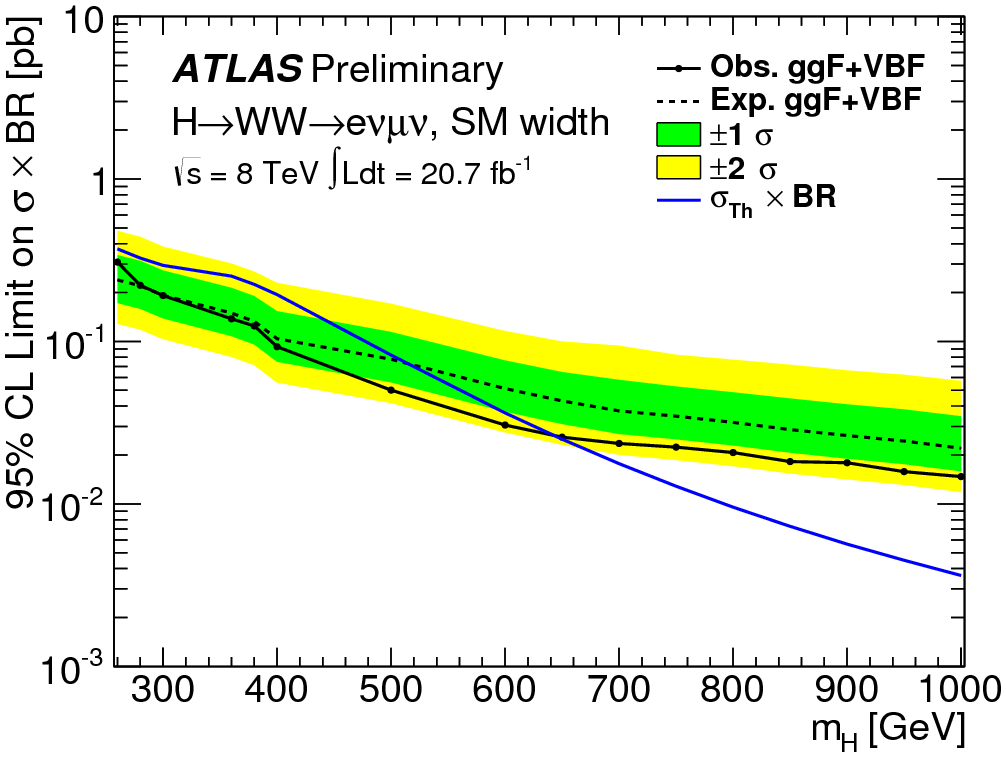 95% CL Limit on σ × BR [pb]
10
1
10⁻¹
10⁻²
10⁻³
ATLAS Preliminary
H→WW→eνμν, SM width
√s = 8 TeV ∫Ldt = 20.7 fb⁻¹
Obs. ggF+VBF
Exp. ggF+VBF
±1 σ
±2 σ
σTh × BR
300 400 500 600 700 800 900 1000
mH [GeV]